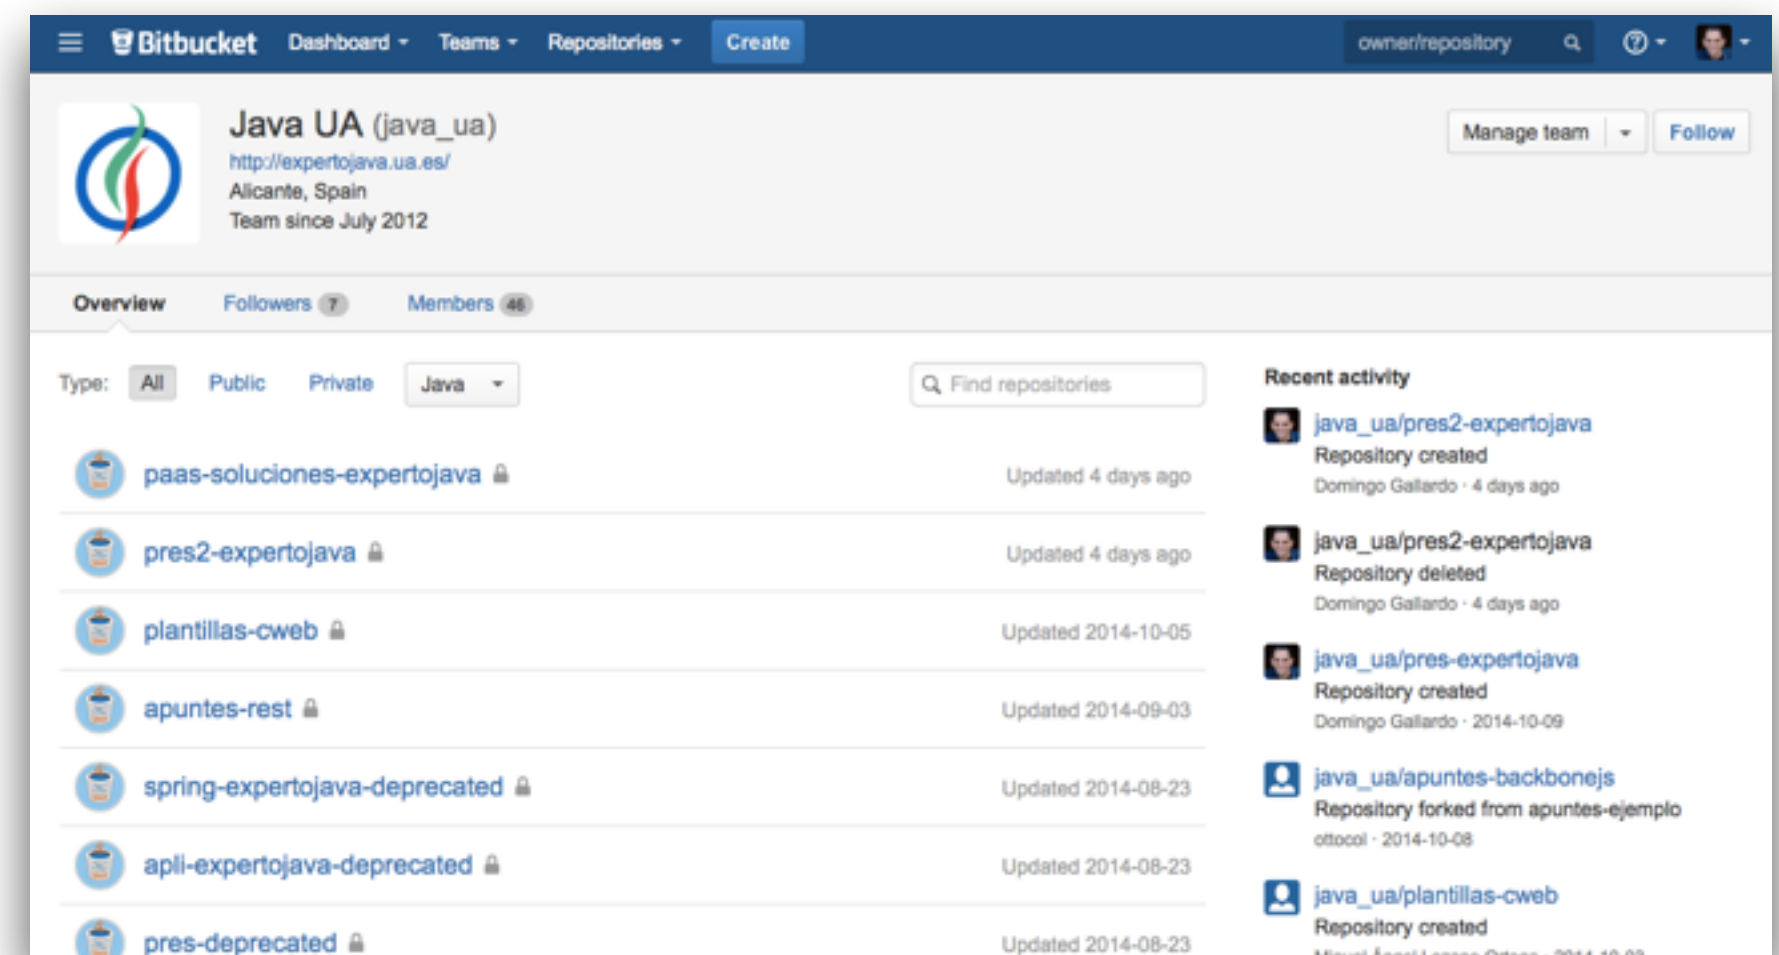 Bitbucket Dashboard Teams Repositories Create owner/repository
Java UA (java_ua)
http://expertojava.ua.es/
Alicante, Spain
Team since July 2012
Manage team Follow
Overview Followers 7 Members 46
Type: All Public Private Java Find repositories
paas-soluciones-expertojava Updated 4 days ago
pres2-expertojava Updated 4 days ago
plantillas-cweb Updated 2014-10-05
apuntes-rest Updated 2014-09-03
spring-expertojava-deprecated Updated 2014-08-23
apli-expertojava-deprecated Updated 2014-08-23
pres-deprecated Updated 2014-08-23
Recent activity
java_ua/pres2-expertojava
Repository created
Domingo Gallardo · 4 days ago
java_ua/pres2-expertojava
Repository deleted
Domingo Gallardo · 4 days ago
java_ua/pres-expertojava
Repository created
Domingo Gallardo · 2014-10-09
java_ua/apuntes-backbonejs
Repository forked from apuntes-ejemplo
ottocol · 2014-10-08
java_ua/plantillas-cweb
Repository created